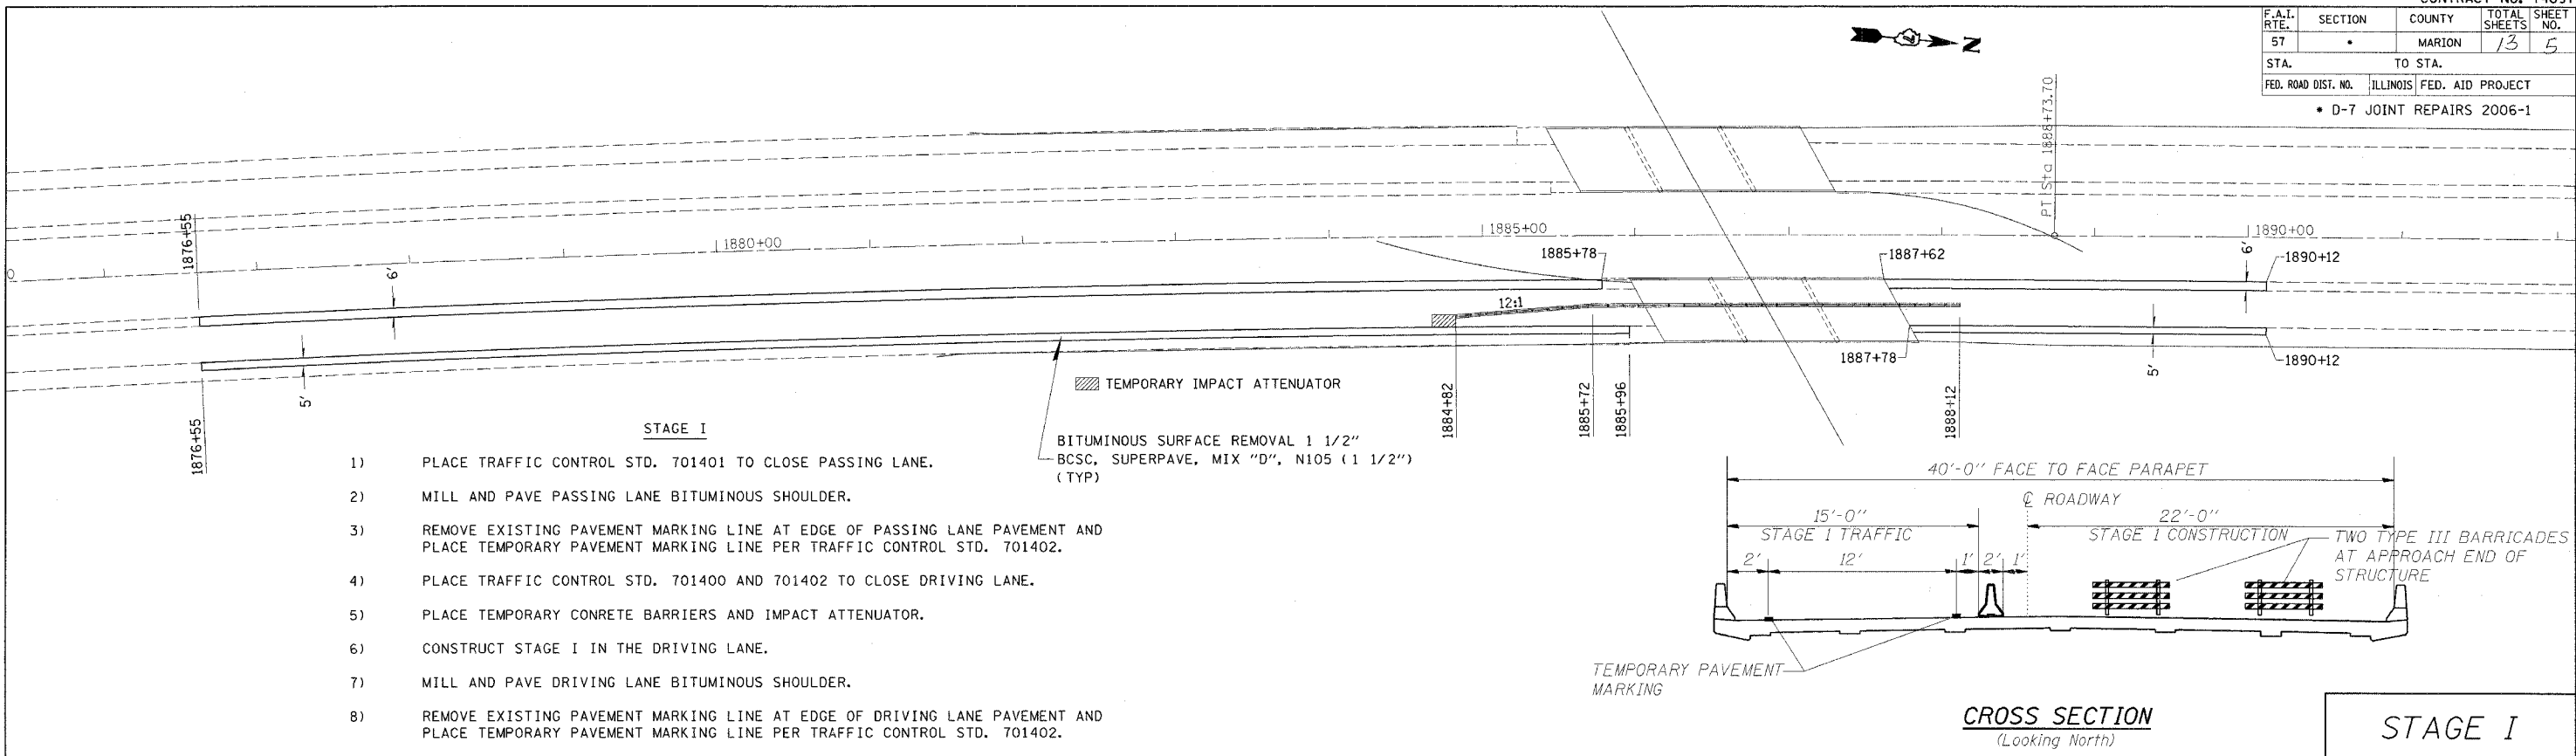 F.A.I. RTE. SECTION COUNTY TOTAL SHEETS SHEET NO.
57 * MARION 13 5
STA. TO STA.
FED. ROAD DIST. NO. ILLINOIS FED. AID PROJECT
* D-7 JOINT REPAIRS 2006-1
N
PT Sta 1888+73.70
1876+55
6'
1880+00
1885+00
1890+00
1885+78
1887+62
6'
1890+12
12:1
1887+78
5'
1890+12
1876+55
5'
1884+82
1885+72
1885+96
1888+12
TEMPORARY IMPACT ATTENUATOR
BITUMINOUS SURFACE REMOVAL 1 1/2"
BCSC, SUPERPAVE, MIX "D", N105 (1 1/2")
(TYP)
STAGE I
1) PLACE TRAFFIC CONTROL STD. 701401 TO CLOSE PASSING LANE.
2) MILL AND PAVE PASSING LANE BITUMINOUS SHOULDER.
3) REMOVE EXISTING PAVEMENT MARKING LINE AT EDGE OF PASSING LANE PAVEMENT AND
PLACE TEMPORARY PAVEMENT MARKING LINE PER TRAFFIC CONTROL STD. 701402.
4) PLACE TRAFFIC CONTROL STD. 701400 AND 701402 TO CLOSE DRIVING LANE.
5) PLACE TEMPORARY CONRETE BARRIERS AND IMPACT ATTENUATOR.
6) CONSTRUCT STAGE I IN THE DRIVING LANE.
7) MILL AND PAVE DRIVING LANE BITUMINOUS SHOULDER.
8) REMOVE EXISTING PAVEMENT MARKING LINE AT EDGE OF DRIVING LANE PAVEMENT AND
PLACE TEMPORARY PAVEMENT MARKING LINE PER TRAFFIC CONTROL STD. 701402.
40'-0" FACE TO FACE PARAPET
℄ ROADWAY
15'-0"
STAGE 1 TRAFFIC
22'-0"
STAGE 1 CONSTRUCTION
2' 12' 1' 2' 1'
TWO TYPE III BARRICADES
AT APPROACH END OF
STRUCTURE
TEMPORARY PAVEMENT
MARKING
CROSS SECTION
(Looking North)
STAGE I